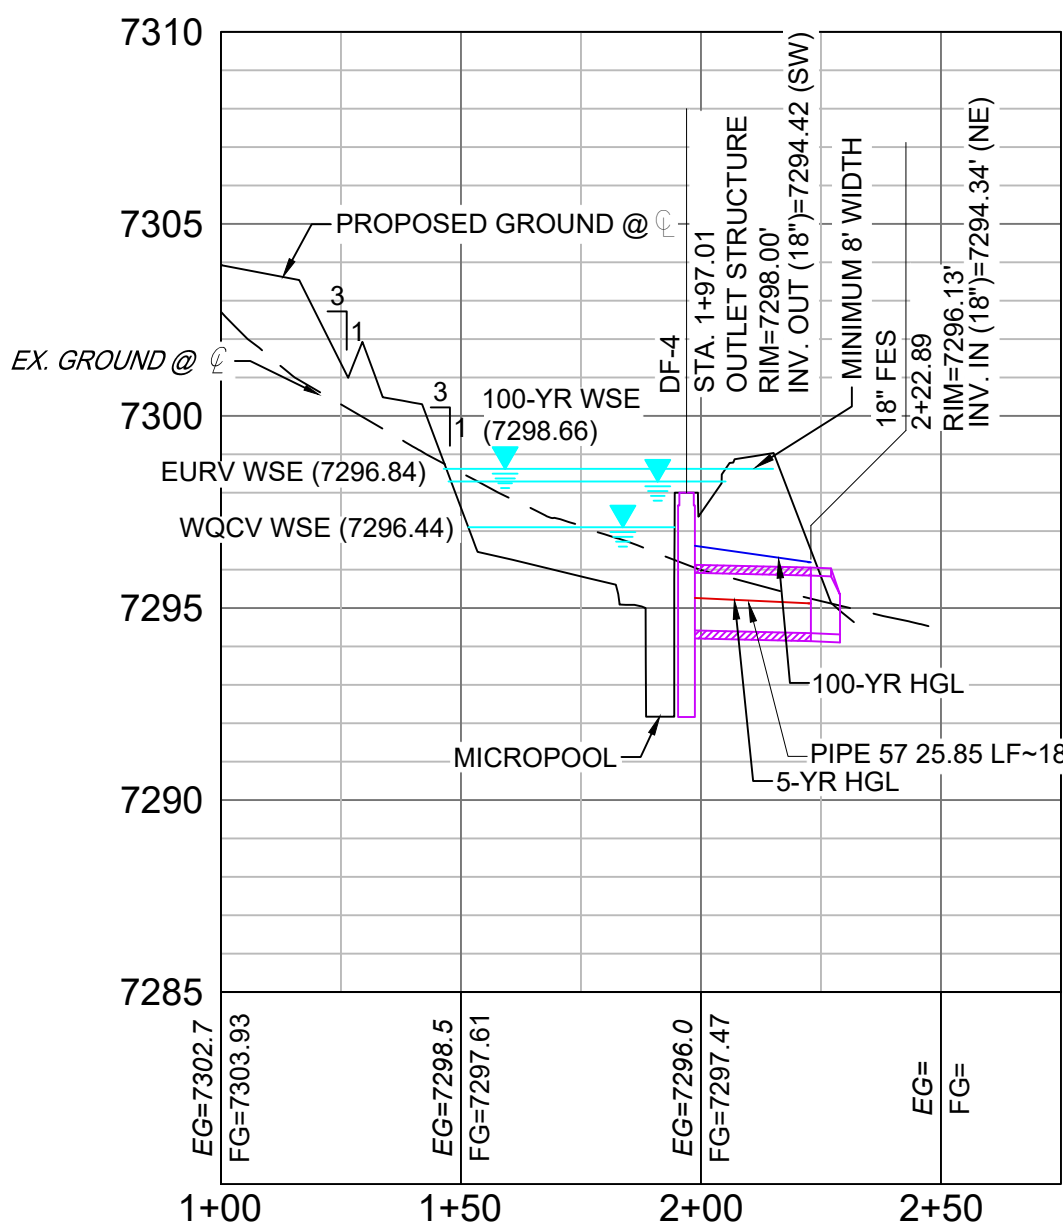 7310
7305
7300
7295
7290
7285
PROPOSED GROUND @ ℄
EX. GROUND @ ℄
3
1
3
1
100-YR WSE
(7298.66)
EURV WSE (7296.84)
WQCV WSE (7296.44)
DF-4
STA. 1+97.01
OUTLET STRUCTURE
RIM=7298.00'
INV. OUT (18")=7294.42 (SW)
MINIMUM 8' WIDTH
18" FES
2+22.89
RIM=7296.13'
INV. IN (18")=7294.34' (NE)
100-YR HGL
MICROPOOL
PIPE 57 25.85 LF~18
5-YR HGL
EG=7302.7
FG=7303.93
EG=7298.5
FG=7297.61
EG=7296.0
FG=7297.47
EG=
FG=
1+00
1+50
2+00
2+50